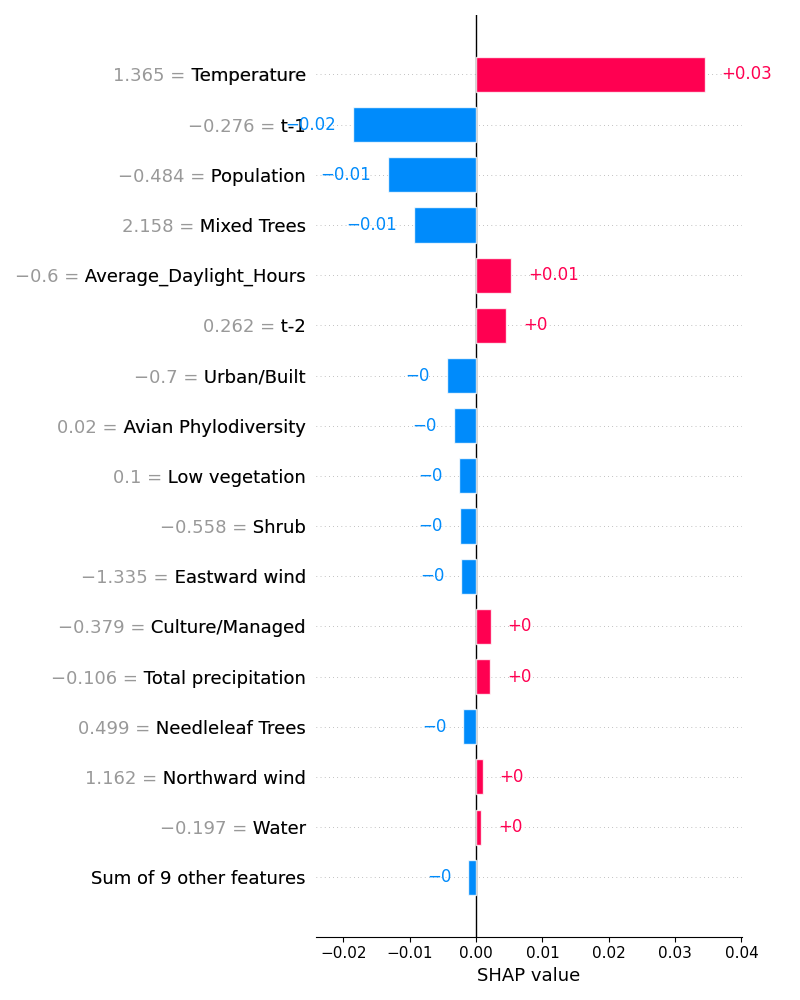 1.365 = Temperature +0.03
−0.276 = t-1 −0.02
−0.484 = Population −0.01
2.158 = Mixed Trees −0.01
−0.6 = Average_Daylight_Hours +0.01
0.262 = t-2 +0
−0.7 = Urban/Built −0
0.02 = Avian Phylodiversity −0
0.1 = Low vegetation −0
−0.558 = Shrub −0
−1.335 = Eastward wind −0
−0.379 = Culture/Managed +0
−0.106 = Total precipitation +0
0.499 = Needleleaf Trees −0
1.162 = Northward wind +0
−0.197 = Water +0
Sum of 9 other features −0
−0.02 −0.01 0.00 0.01 0.02 0.03 0.04
SHAP value